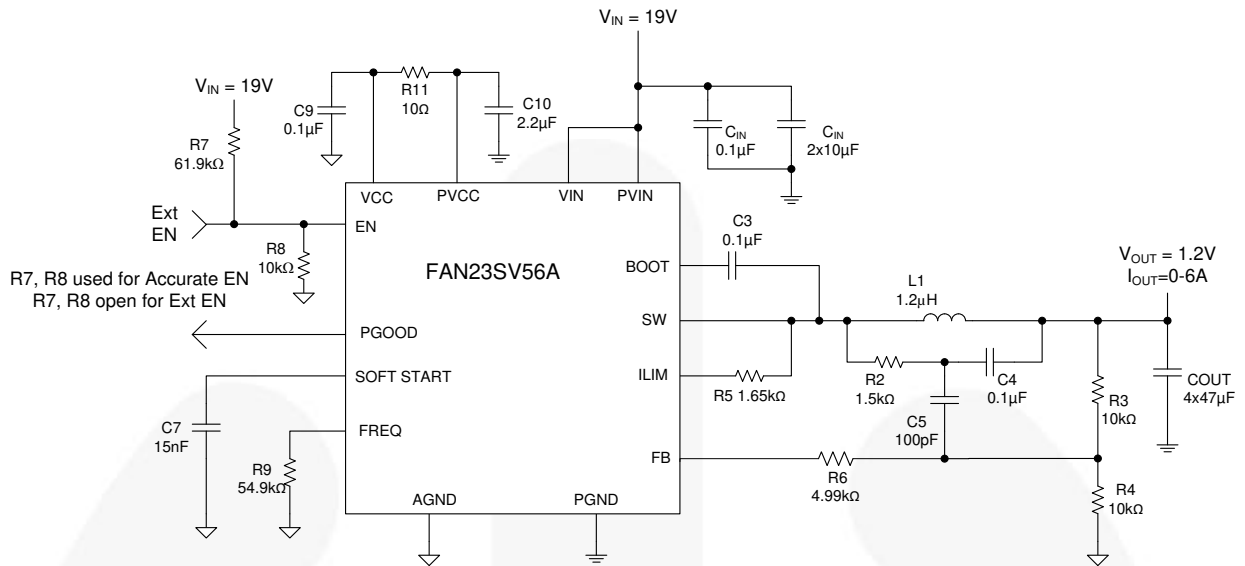 V_IN = 19V
V_IN = 19V
R11
10Ω
C9
0.1µF
C10
2.2µF
R7
61.9kΩ
C_IN
0.1µF
C_IN
2x10µF
VCC
PVCC
VIN
PVIN
Ext
EN
EN
R8
10kΩ
FAN23SV56A
BOOT
C3
0.1µF
V_OUT = 1.2V
I_OUT=0-6A
R7, R8 used for Accurate EN
R7, R8 open for Ext EN
L1
1.2µH
SW
PGOOD
SOFT START
ILIM
R5 1.65kΩ
R2
1.5kΩ
C4
0.1µF
C5
100pF
R3
10kΩ
COUT
4x47µF
C7
15nF
FREQ
R9
54.9kΩ
FB
R6
4.99kΩ
R4
10kΩ
AGND
PGND